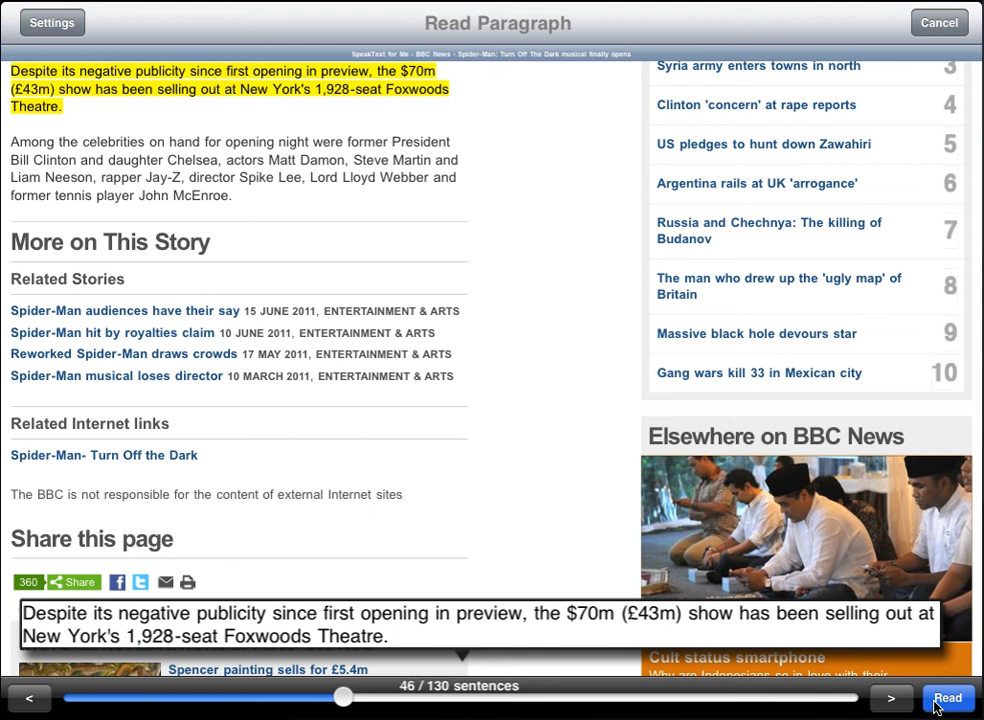 Settings
Read Paragraph
Cancel
SpeakText for Me - BBC News - Spider-Man: Turn Off The Dark musical finally opens
Despite its negative publicity since first opening in preview, the $70m
(£43m) show has been selling out at New York's 1,928-seat Foxwoods
Theatre.
Among the celebrities on hand for opening night were former President
Bill Clinton and daughter Chelsea, actors Matt Damon, Steve Martin and
Liam Neeson, rapper Jay-Z, director Spike Lee, Lord Lloyd Webber and
former tennis player John McEnroe.
More on This Story
Related Stories
Spider-Man audiences have their say 15 JUNE 2011, ENTERTAINMENT & ARTS
Spider-Man hit by royalties claim 10 JUNE 2011, ENTERTAINMENT & ARTS
Reworked Spider-Man draws crowds 17 MAY 2011, ENTERTAINMENT & ARTS
Spider-Man musical loses director 10 MARCH 2011, ENTERTAINMENT & ARTS
Related Internet links
Spider-Man- Turn Off the Dark
The BBC is not responsible for the content of external Internet sites
Share this page
360 Share
Syria army enters towns in north 3
Clinton 'concern' at rape reports 4
US pledges to hunt down Zawahiri 5
Argentina rails at UK 'arrogance' 6
Russia and Chechnya: The killing of
Budanov 7
The man who drew up the 'ugly map' of
Britain 8
Massive black hole devours star 9
Gang wars kill 33 in Mexican city 10
Elsewhere on BBC News
Despite its negative publicity since first opening in preview, the $70m (£43m) show has been selling out at
New York's 1,928-seat Foxwoods Theatre.
Spencer painting sells for £5.4m
Cult status smartphone
Why are Indonesians so in love with their
46 / 130 sentences
<
>
Read